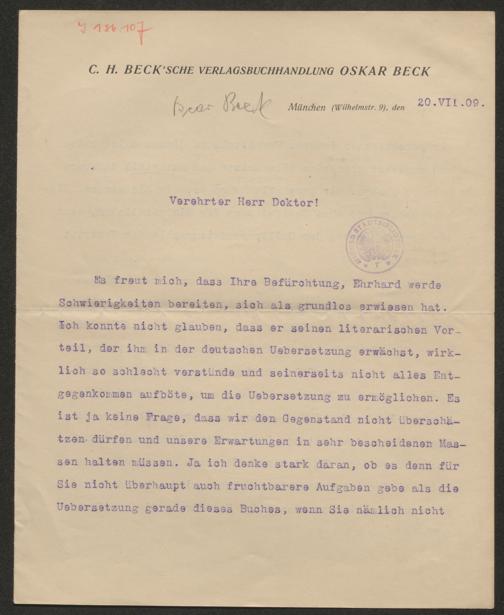 J 186.107
C. H. BECK'SCHE VERLAGSBUCHHANDLUNG OSKAR BECK
Oscar Beck
München (Wilhelmstr. 9), den 20.VII.09.
Verehrter Herr Doktor!
Es freut mich, dass Ihre Befürchtung, Ehrhard werde
Schwierigkeiten bereiten, sich als grundlos erwiesen hat.
Ich konnte nicht glauben, dass er seinen literarischen Vor-
teil, der ihm in der deutschen Uebersetzung erwächst, wirk-
lich so schlecht verstünde und seinerseits nicht alles Ent-
gegenkommen aufböte, um die Uebersetzung zu ermöglichen. Es
ist ja keine Frage, dass wir den Gegenstand nicht überschä-
tzen dürfen und unsere Erwartungen in sehr bescheidenen Mas-
sen halten müssen. Ja ich denke stark daran, ob es denn für
Sie nicht überhaupt auch fruchtbarere Aufgaben gebe als die
Uebersetzung gerade dieses Buches, wenn Sie nämlich nicht